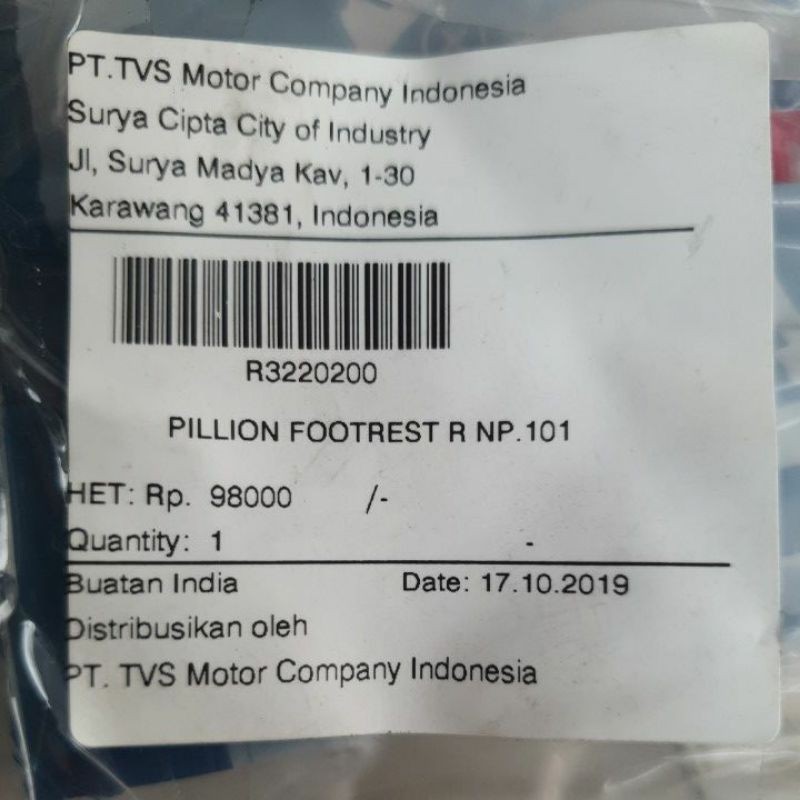 PT.TVS Motor Company Indonesia
Surya Cipta City of Industry
Jl, Surya Madya Kav, 1-30
Karawang 41381, Indonesia
R3220200
PILLION FOOTREST R NP.101
HET: Rp. 98000 /-
Quantity: 1 -
Buatan India Date: 17.10.2019
Distribusikan oleh
PT. TVS Motor Company Indonesia